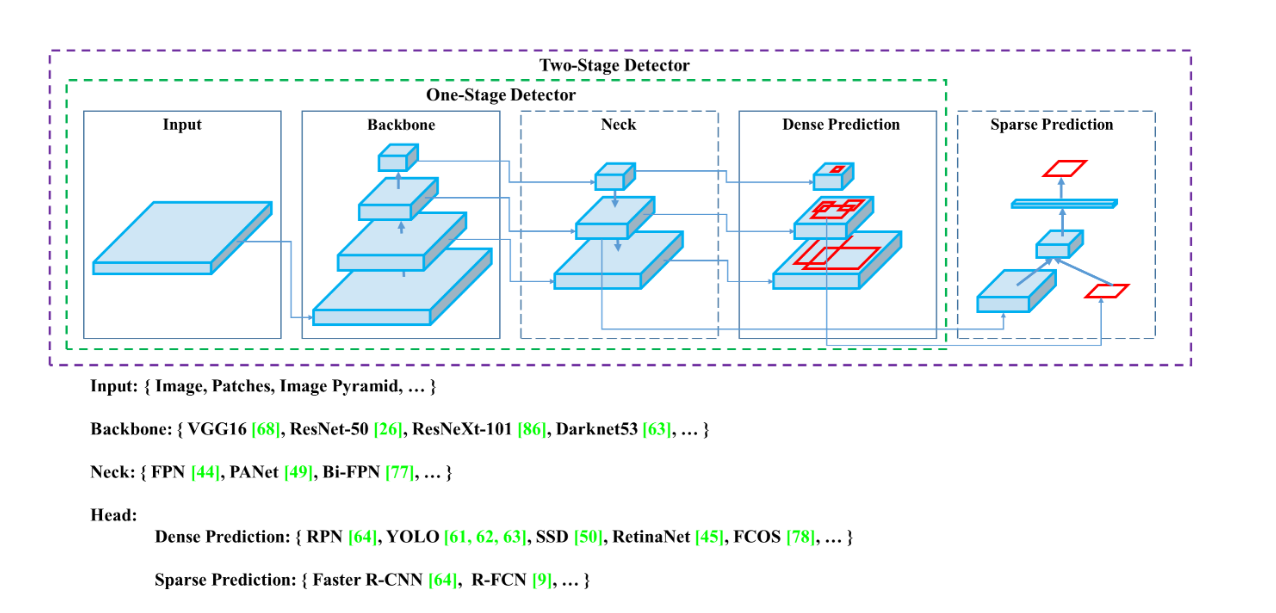 Two-Stage Detector
One-Stage Detector
Input
Backbone
Neck
Dense Prediction
Sparse Prediction
Input: { Image, Patches, Image Pyramid, … }
Backbone: { VGG16 [68], ResNet-50 [26], ResNeXt-101 [86], Darknet53 [63], … }
Neck: { FPN [44], PANet [49], Bi-FPN [77], … }
Head:
Dense Prediction: { RPN [64], YOLO [61, 62, 63], SSD [50], RetinaNet [45], FCOS [78], … }
Sparse Prediction: { Faster R-CNN [64], R-FCN [9], … }